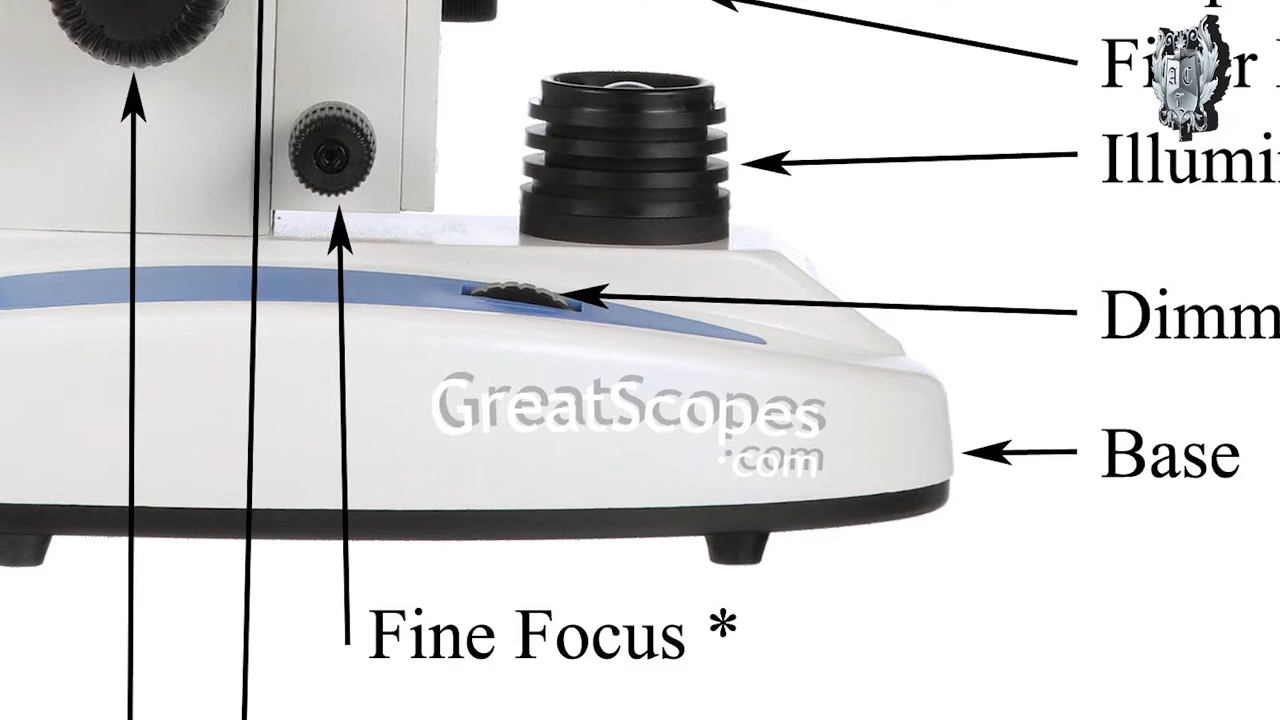 Illumi
Dimm
GreatScopes
.com
Base
Fine Focus *